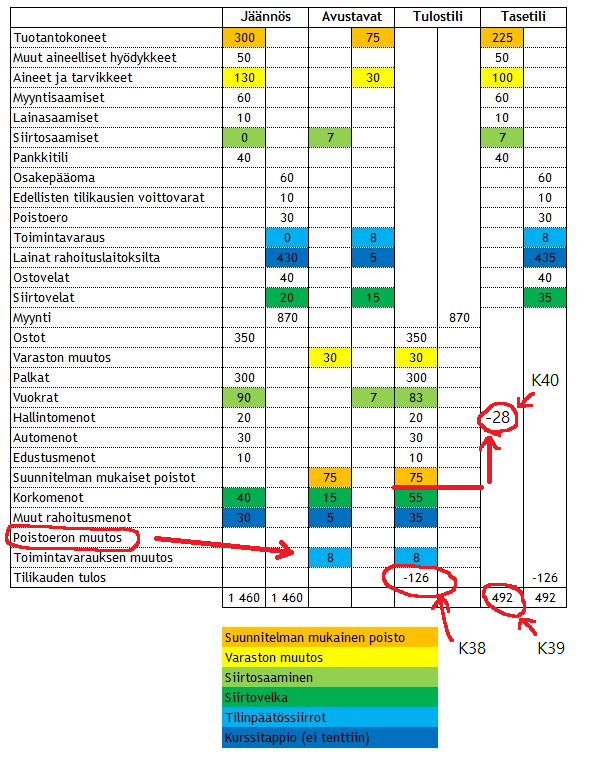 Jäännös Avustavat Tulostili Tasetili
Tuotantokoneet 300 75 225
Muut aineelliset hyödykkeet 50 50
Aineet ja tarvikkeet 130 30 100
Myyntisaamiset 60 60
Lainasaamiset 10 10
Siirtosaamiset 0 7 7
Pankkitili 40 40
Osakepääoma 60 60
Edellisten tilikausien voittovarat 10 10
Poistoero 30 30
Toimintavaraus 0 8 8
Lainat rahoituslaitoksilta 430 5 435
Ostovelat 40 40
Siirtovelat 20 15 35
Myynti 870 870
Ostot 350 350
Varaston muutos 30 30
Palkat 300 300
K40
Vuokrat 90 7 83
Hallintomenot 20 20 -28
Automenot 30 30
Edustusmenot 10 10
Suunnitelman mukaiset poistot 75 75
Korkomenot 40 15 55
Muut rahoitusmenot 30 5 35
Poistoeron muutos
Toimintavarauksen muutos 8 8
Tilikauden tulos -126 -126
1 460 1 460 492 492
Suunnitelman mukainen poisto
K38 K39
Varaston muutos
Siirtosaaminen
Siirtovelka
Tilinpäätössiirrot
Kurssitappio (ei tenttiin)